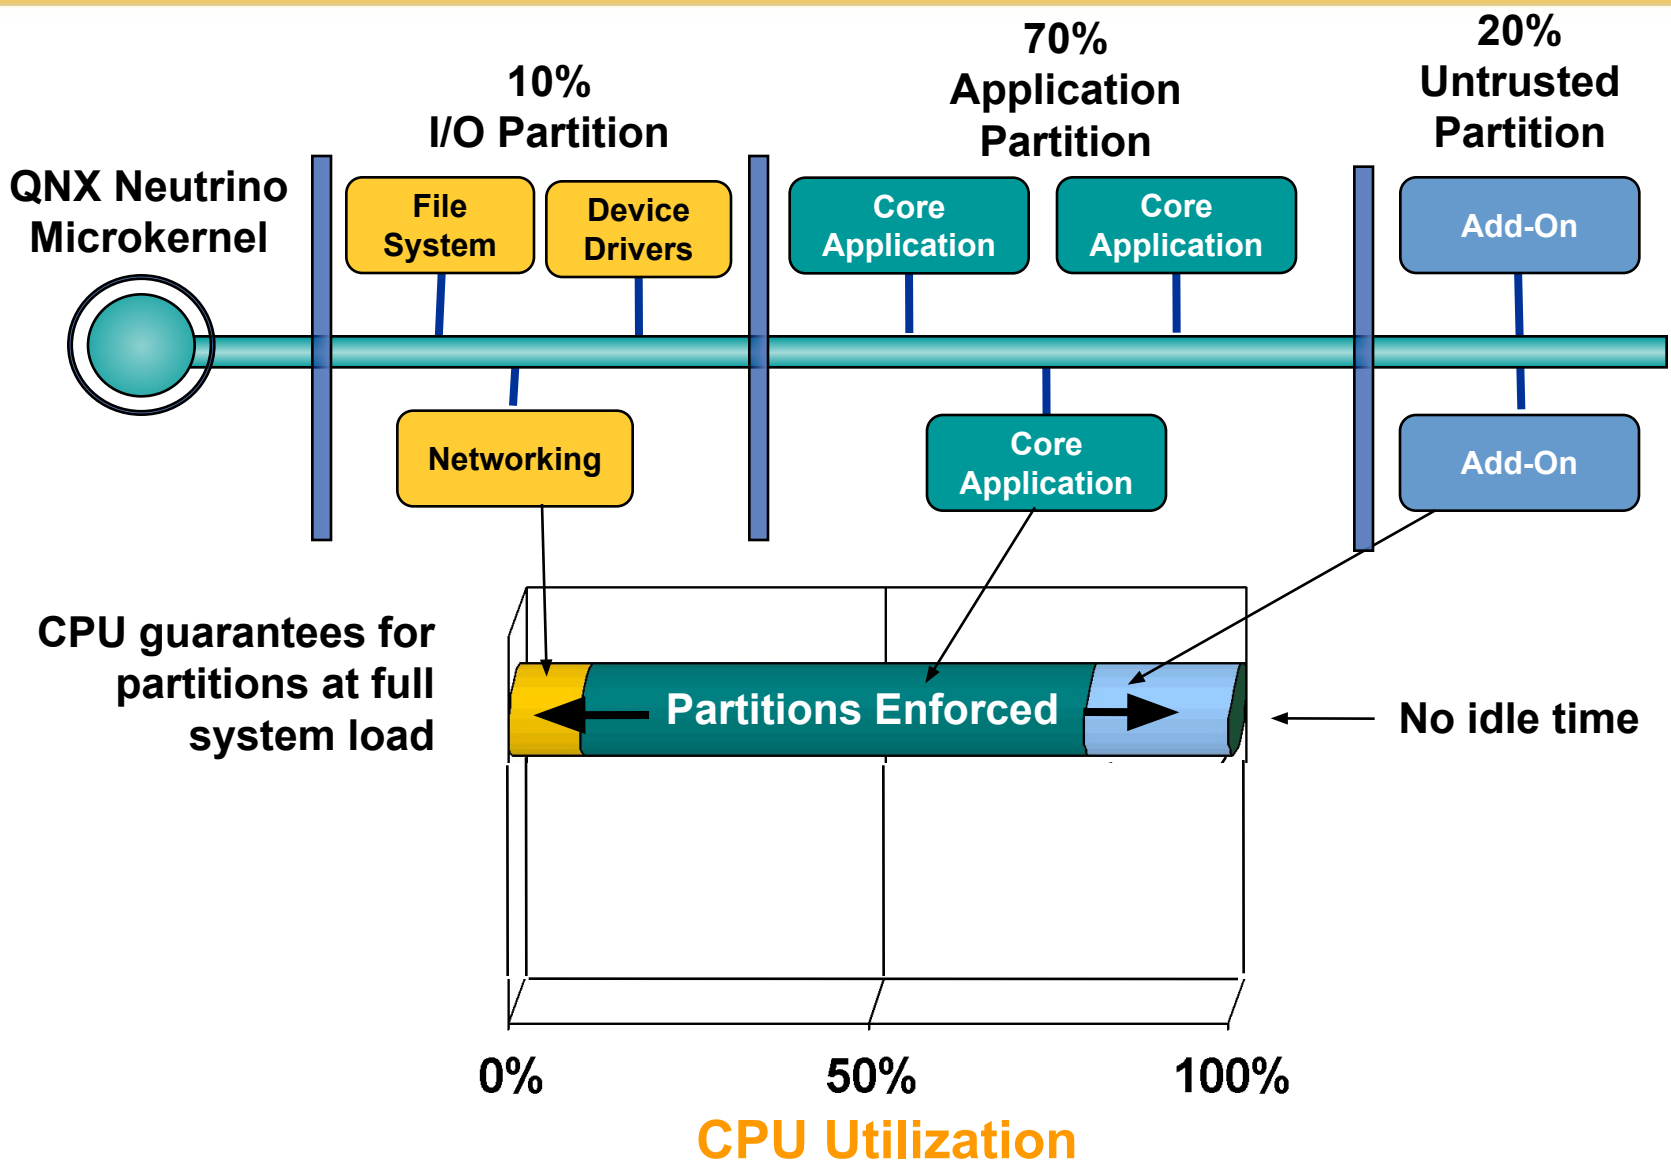 10%
I/O Partition
70%
Application
Partition
20%
Untrusted
Partition
QNX Neutrino
Microkernel
File
System
Device
Drivers
Core
Application
Core
Application
Add-On
Networking
Core
Application
Add-On
CPU guarantees for
partitions at full
system load
Partitions Enforced
No idle time
0%
50%
100%
CPU Utilization